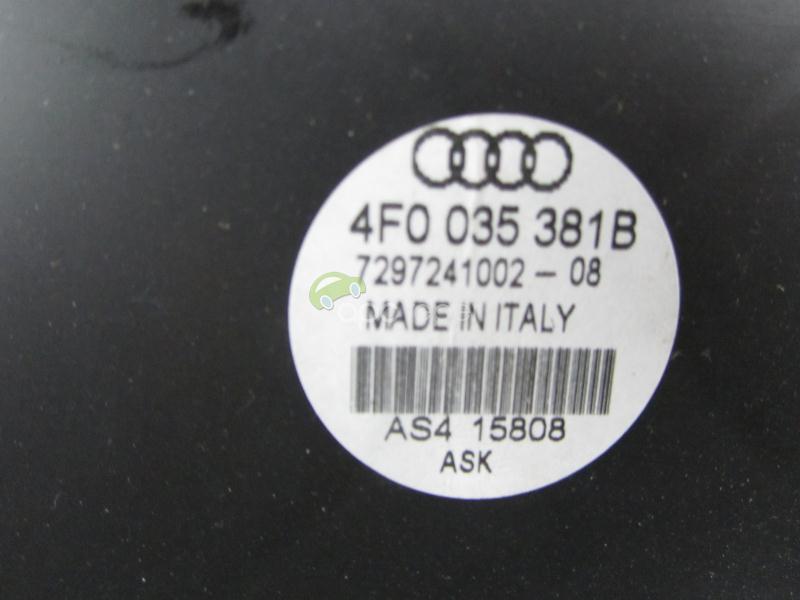 4F0 035 381B
7297241002-08
MADE IN ITALY
AS4 15808
ASK